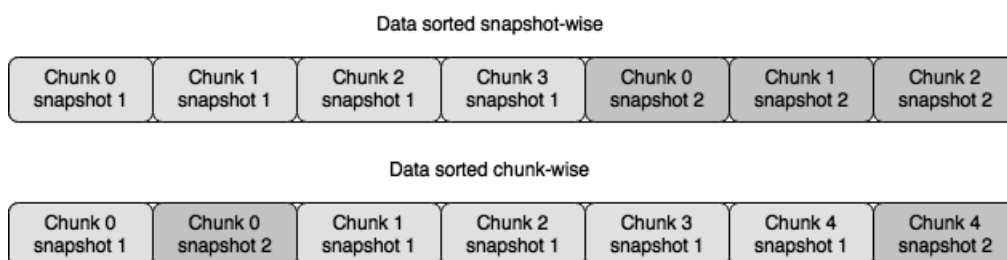 Data sorted snapshot-wise
Chunk 0 Chunk 1 Chunk 2 Chunk 3 Chunk 0 Chunk 1 Chunk 2
snapshot 1 snapshot 1 snapshot 1 snapshot 1 snapshot 2 snapshot 2 snapshot 2
Data sorted chunk-wise
Chunk 0 Chunk 0 Chunk 1 Chunk 2 Chunk 3 Chunk 4 Chunk 4
snapshot 1 snapshot 2 snapshot 1 snapshot 1 snapshot 1 snapshot 1 snapshot 2